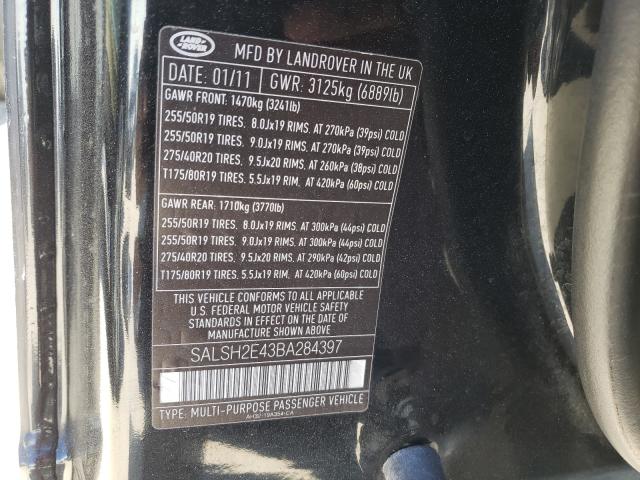 LAND
ROVER
MFD BY LANDROVER IN THE UK
DATE: 01/11 GWR: 3125kg (6889lb)
GAWR FRONT: 1470kg (3241lb)
255/50R19 TIRES. 8.0Jx19 RIMS. AT 270kPA (39psi) COLD
255/50R19 TIRES. 9.0Jx19 RIMS. AT 270kPA (39psi) COLD
275/40R20 TIRES. 9.5Jx20 RIMS. AT 260kPA (38psi) COLD
T175/80R19 TIRES. 5.5Jx19 RIM. AT 420kPA (60psi) COLD
GAWR REAR: 1710kg (3770lb)
255/50R19 TIRES. 8.0Jx19 RIMS. AT 300kPA (44psi) COLD
255/50R19 TIRES. 9.0Jx19 RIMS. AT 300kPA (44psi) COLD
275/40R20 TIRES. 9.5Jx20 RIMS. AT 290kPA (42psi) COLD
T175/80R19 TIRES. 5.5Jx19 RIM. AT 420kPA (60psi) COLD
THIS VEHICLE CONFORMS TO ALL APPLICABLE
U.S. FEDERAL MOTOR VEHICLE SAFETY
STANDARDS IN EFFECT ON THE DATE OF
MANUFACTURE SHOWN ABOVE.
SALSH2E43BA284397
TYPE: MULTI-PURPOSE PASSENGER VEHICLE